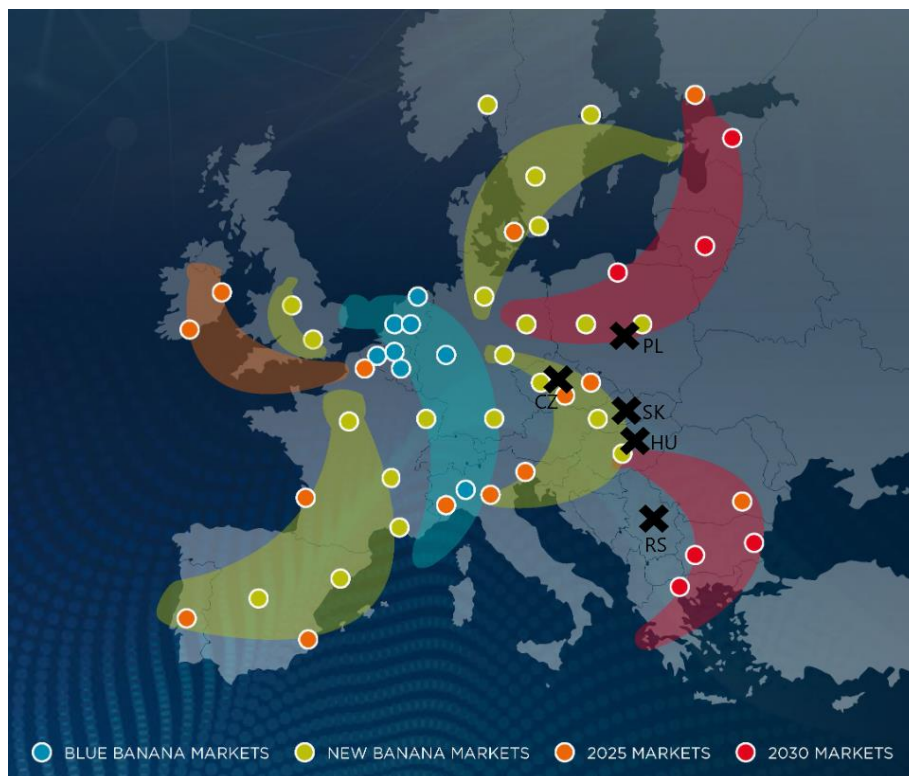 PL
CZ
SK
HU
RS
BLUE BANANA MARKETS
NEW BANANA MARKETS
2025 MARKETS
2030 MARKETS